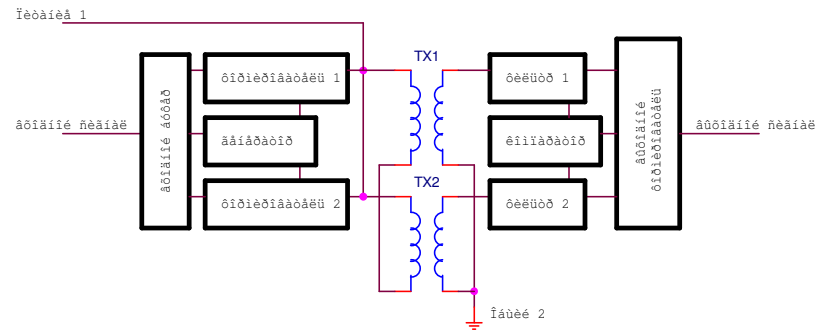 Ïèòàíèå 1
TX1
ôîðìèðîâàòåëü 1
ôèëüòð 1
âõîäíîé ñèãíàë
âõîäíîé áóôåð
ãåíåðàòîð
êîìïàðàòîð
âûõîäíîé
ôîðìèðîâàòåëü
âûõîäíîé ñèãíàë
TX2
ôîðìèðîâàòåëü 2
ôèëüòð 2
Îáùèé 2